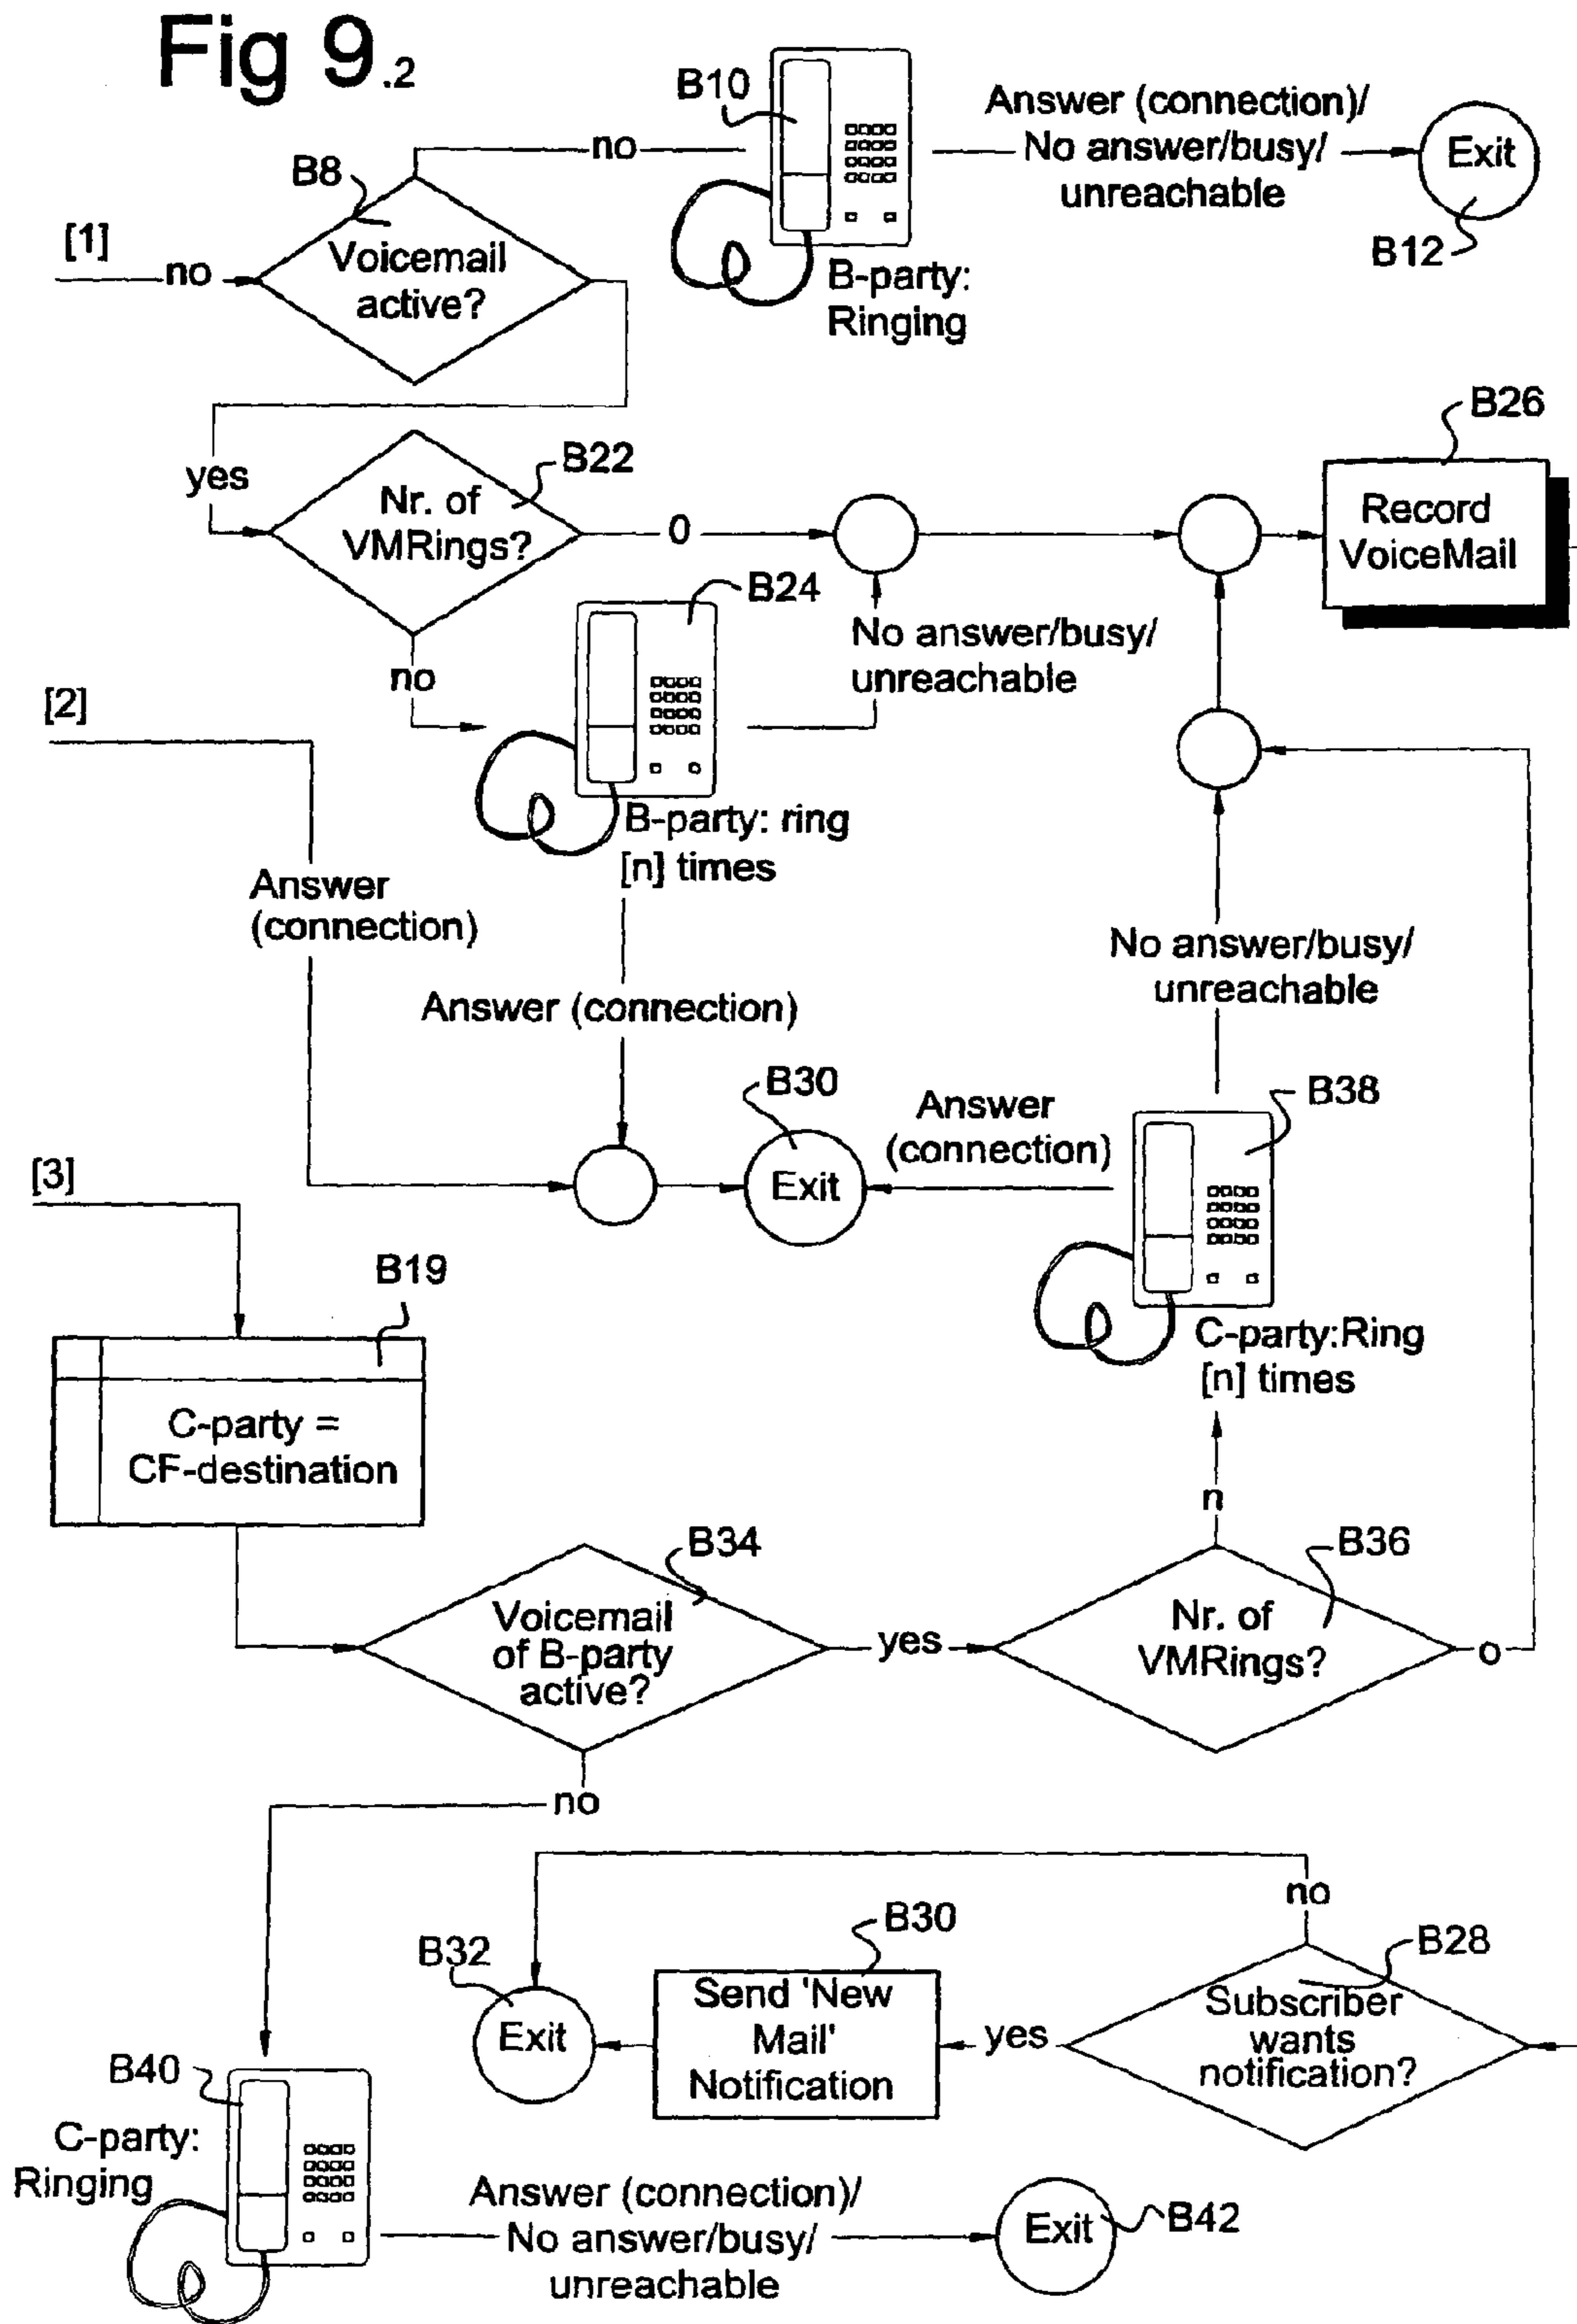 Fig 9.2
B10
Answer (connection)/
No answer/busy/
unreachable
Exit
B12
no
B8
[1]
no
Voicemail
active?
B-party:
Ringing
B26
yes
B22
Nr. of
VMRings?
0
Record
VoiceMail
B24
No answer/busy/
unreachable
no
[2]
B-party: ring
[n] times
Answer
(connection)
No answer/busy/
unreachable
Answer (connection)
B30
Answer
(connection)
B38
[3]
Exit
B19
C-party:Ring
[n] times
C-party =
CF-destination
n
B34
B36
Voicemail
of B-party
active?
yes
Nr. of
VMRings?
o
no
no
B30
B28
B32
Send 'New
Mail'
Notification
Exit
yes
Subscriber
wants
notification?
B40
C-party:
Ringing
Answer (connection)/
No answer/busy/
unreachable
Exit
B42